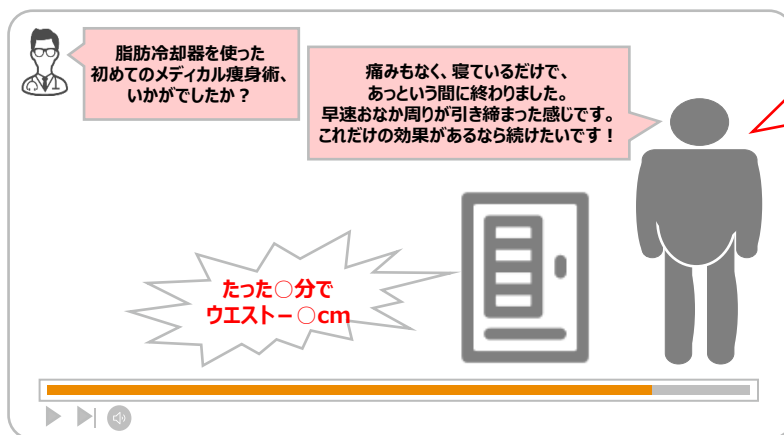 脂肪冷却器を使った
初めてのメディカル痩身術、
いかがでしたか？
痛みもなく、寝ているだけで、
あっという間に終わりました。
早速おなか周りが引き締まった感じです。
これだけの効果があるなら続けたいです！
たった○分で
ウエスト－○cm